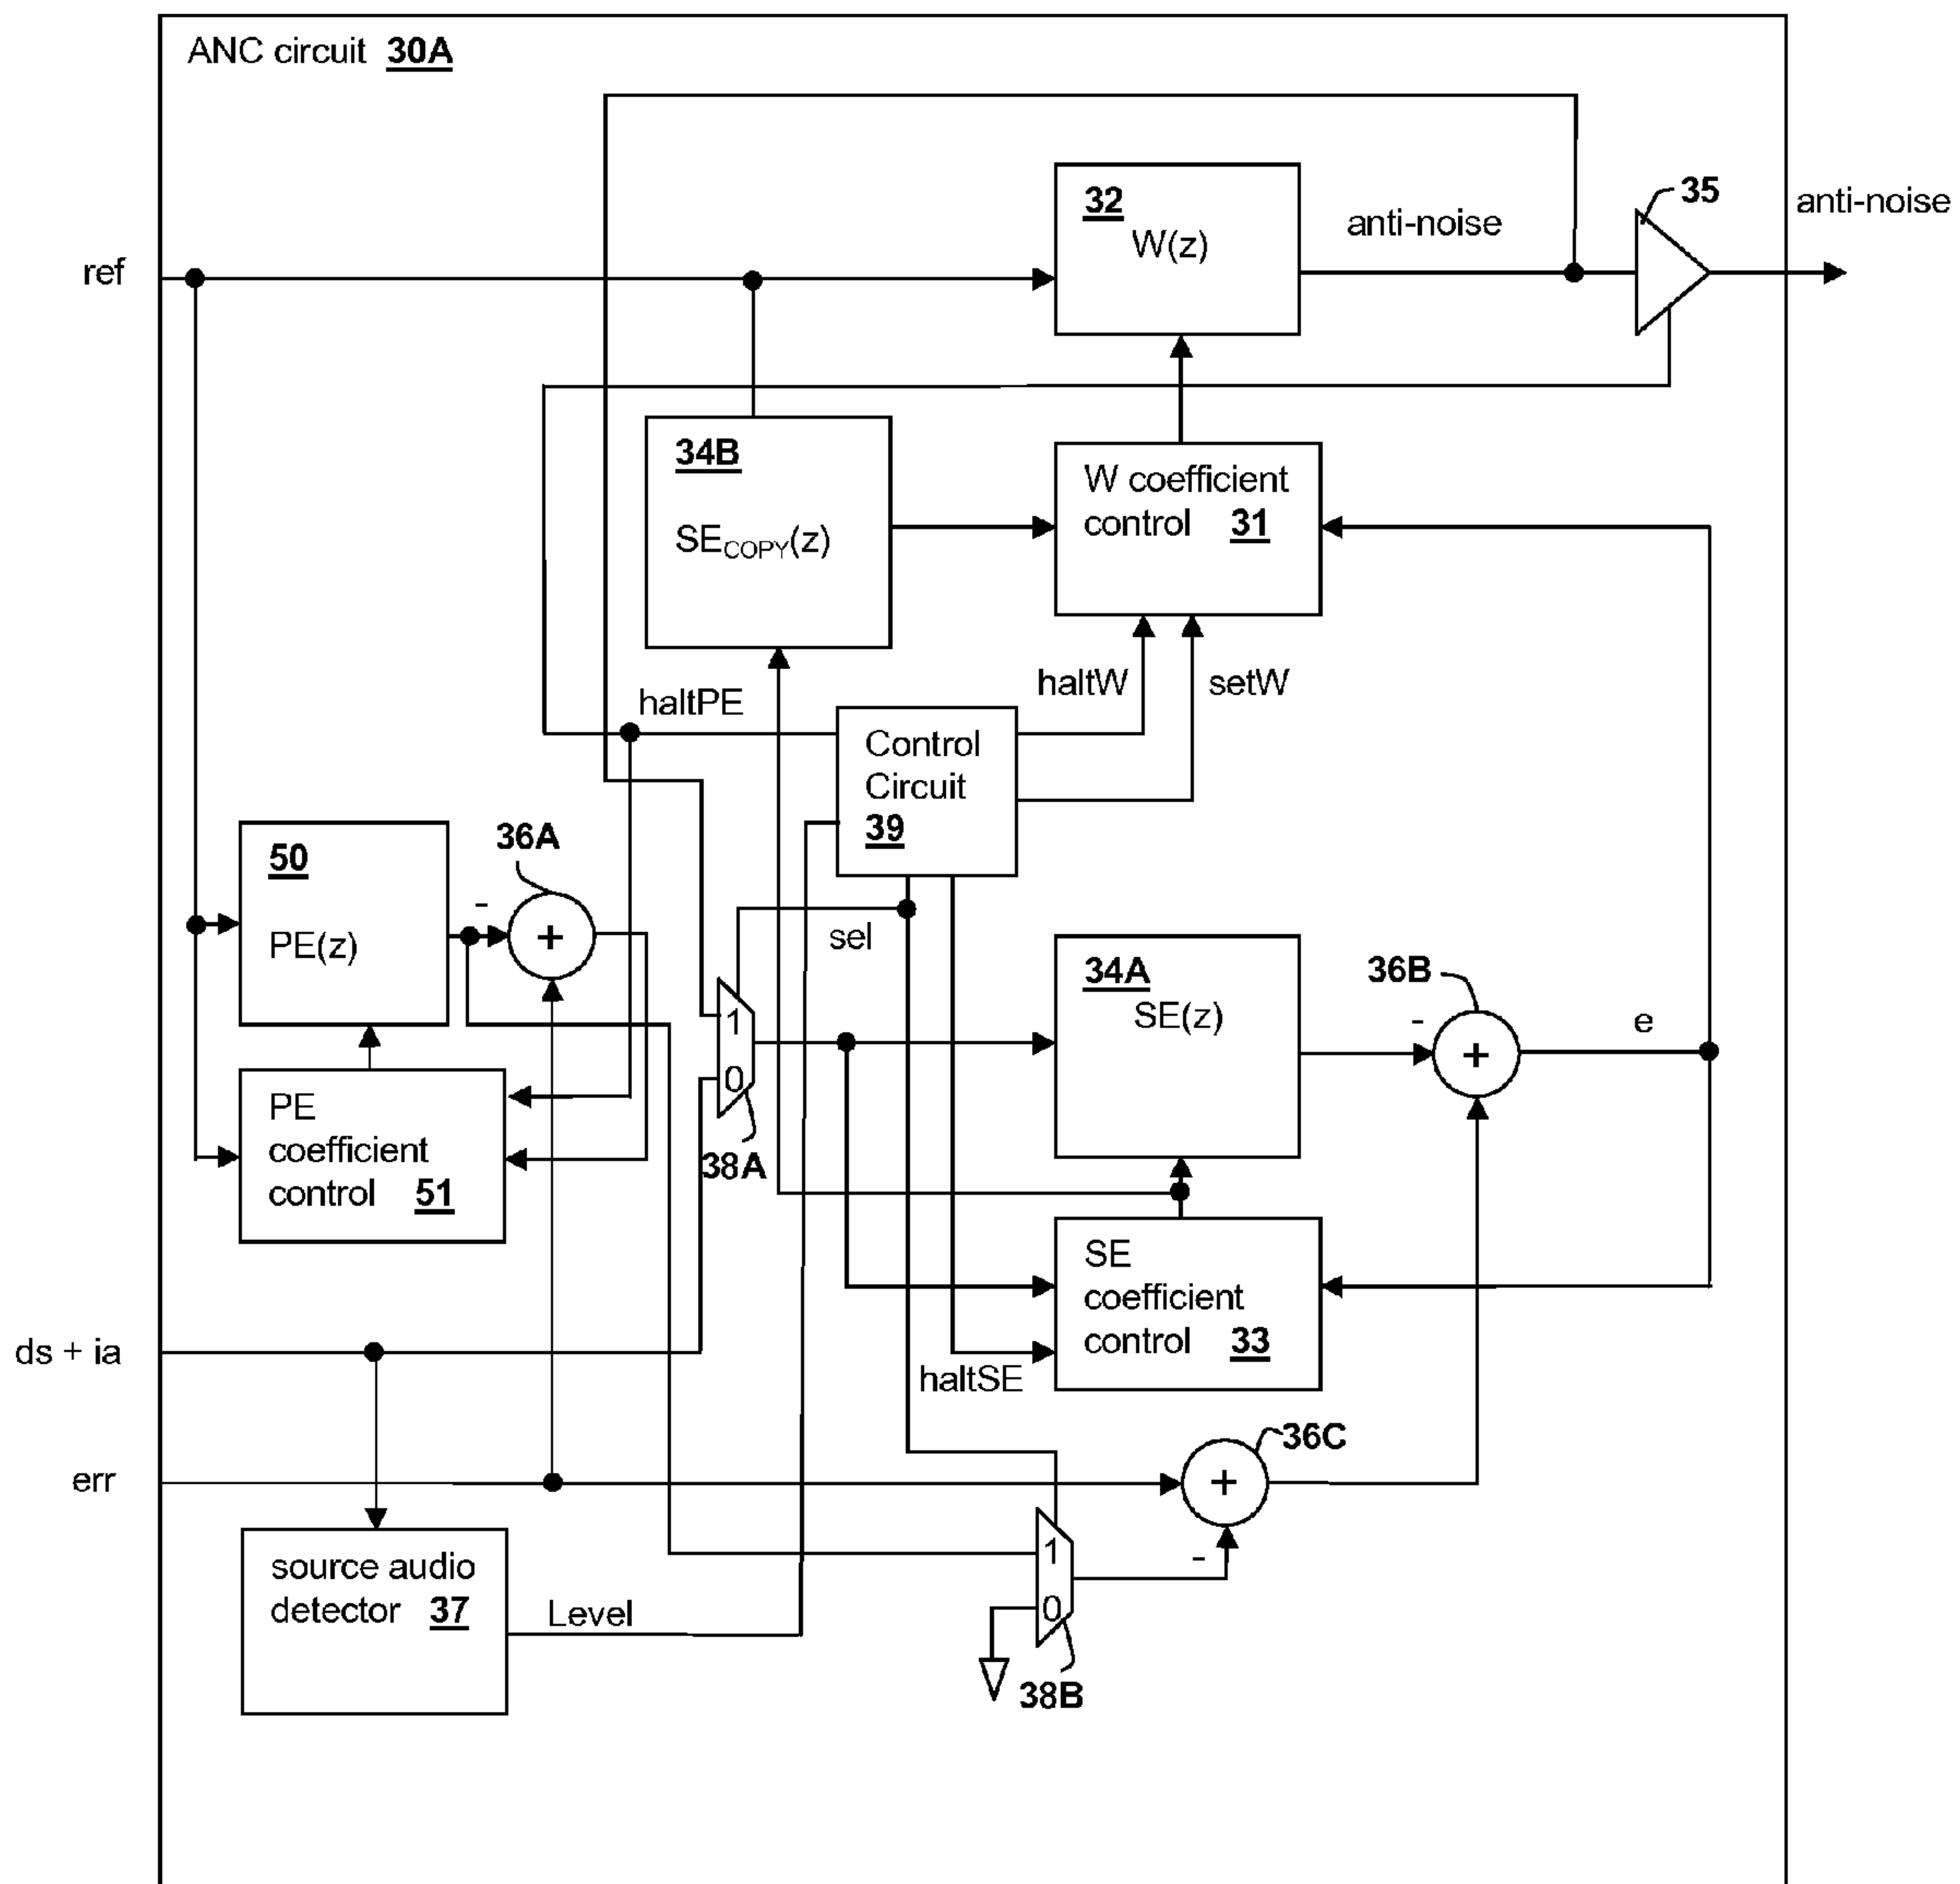 ANC circuit 30A
32
W(z)
anti-noise
35
anti-noise
ref
34B
SECOPY(z)
W coefficient
control 31
haltPE
haltW
setW
Control
Circuit
39
50
PE(z)
36A
-
+
sel
1
0
38A
34A
SE(z)
36B
-
+
e
PE
coefficient
control 51
SE
coefficient
control 33
haltSE
ds + ia
err
36C
+
-
source audio
detector 37
Level
1
0
38B